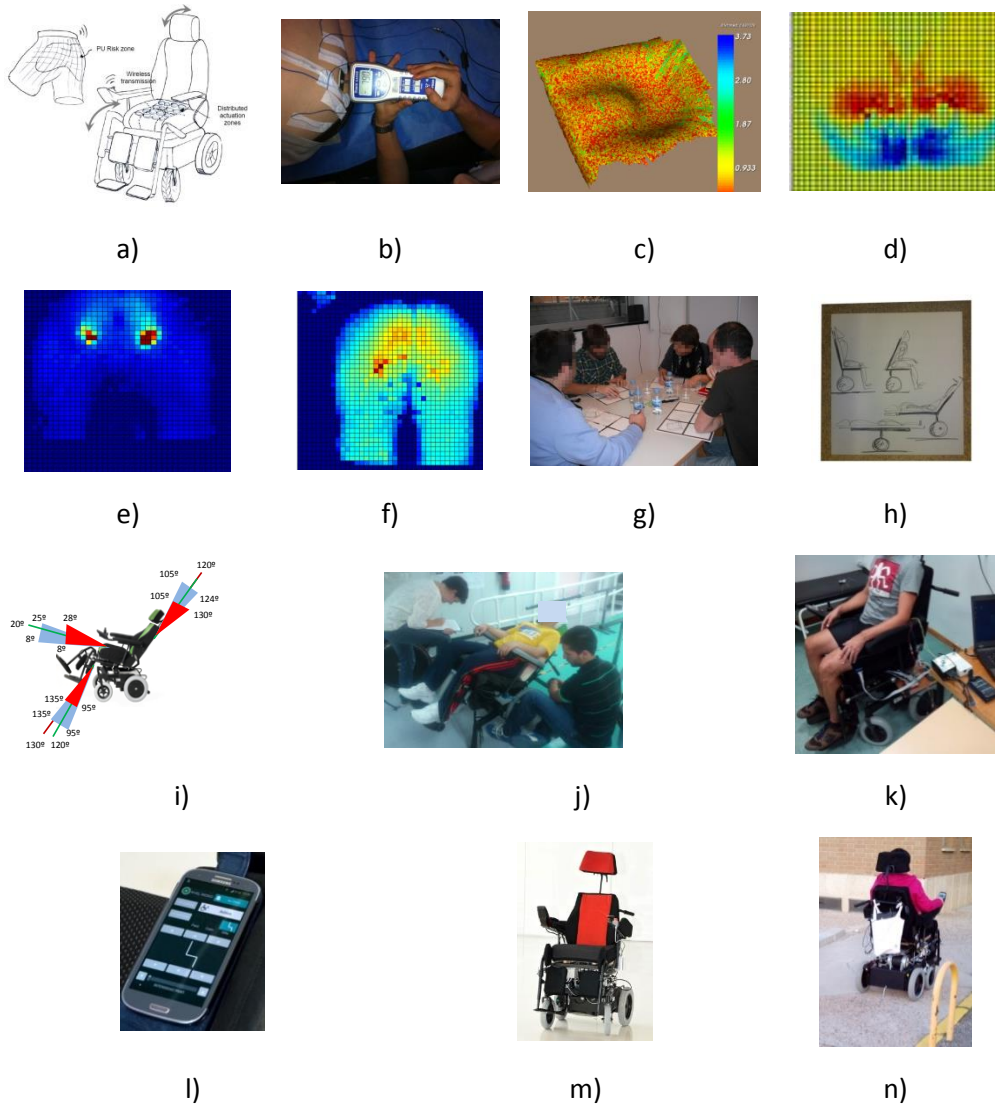 PU Risk zone
Wireless
transmission
Distributed
actuation
zones
3.73
2.80
1.87
0.933
a)
b)
c)
d)
e)
f)
g)
h)
105º
120º
105º
124º
130º
20º
25º
28º
8º
8º
135º
135º
95º
130º
120º
95º
i)
j)
k)
l)
m)
n)